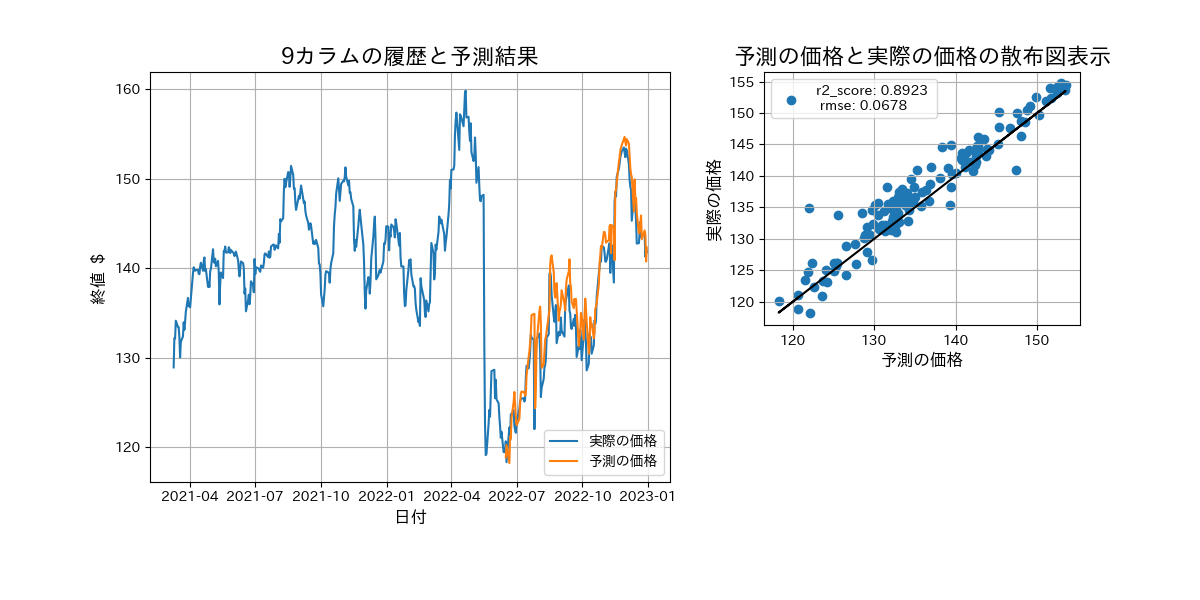 9カラムの履歴と予測結果
終値 $
160
150
140
130
120
実際の価格
予測の価格
2021-04 2021-07 2021-10 2022-01 2022-04 2022-07 2022-10 2023-01
日付
予測の価格と実際の価格の散布図表示
実際の価格
155
150
145
140
135
130
125
120
r2_score: 0.8923
rmse: 0.0678
120 130 140 150
予測の価格